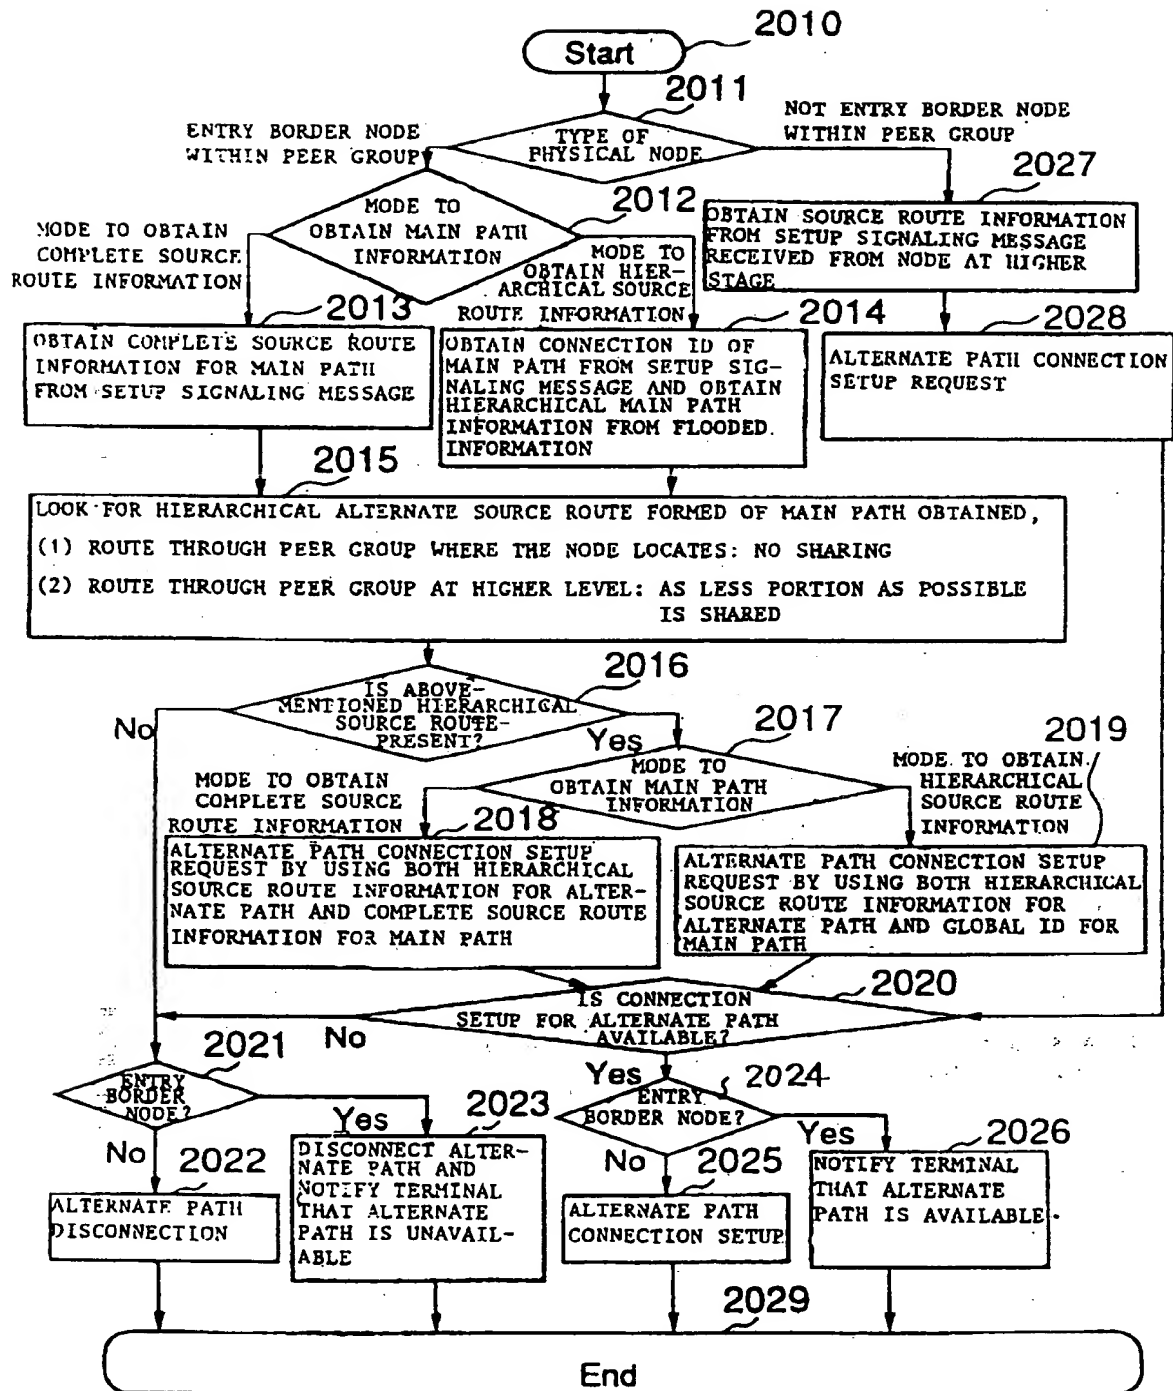 2010
Start
2011
ENTRY BORDER NODE
WITHIN PEER GROUP
TYPE OF
PHYSICAL NODE
NOT ENTRY BORDER NODE
WITHIN PEER GROUP
2012
MODE TO
OBTAIN MAIN PATH
INFORMATION
2027
OBTAIN SOURCE ROUTE INFORMATION
FROM SETUP SIGNALING MESSAGE
RECEIVED FROM NODE AT HIGHER
STAGE
MODE TO OBTAIN
COMPLETE SOURCE
ROUTE INFORMATION
MODE TO
OBTAIN HIER-
ARCHICAL SOURCE
ROUTE INFORMATION
2013
OBTAIN COMPLETE SOURCE ROUTE
INFORMATION FOR MAIN PATH
FROM SETUP SIGNALING MESSAGE
2014
OBTAIN CONNECTION ID OF
MAIN PATH FROM SETUP SIG-
NALING MESSAGE AND OBTAIN
HIERARCHICAL MAIN PATH
INFORMATION FROM FLOODED.
INFORMATION
2028
ALTERNATE PATH CONNECTION
SETUP REQUEST
2015
LOOK FOR HIERARCHICAL ALTERNATE SOURCE ROUTE FORMED OF MAIN PATH OBTAINED,
(1) ROUTE THROUGH PEER GROUP WHERE THE NODE LOCATES: NO SHARING
(2) ROUTE THROUGH PEER GROUP AT HIGHER LEVEL: AS LESS PORTION AS POSSIBLE
IS SHARED
2016
IS ABOVE-
MENTIONED HIERARCHICAL
SOURCE ROUTE-
PRESENT?
No
Yes
2017
MODE TO
OBTAIN MAIN PATH
INFORMATION
2019
MODE TO OBTAIN
HIERARCHICAL
SOURCE ROUTE
INFORMATION
MODE TO OBTAIN
COMPLETE SOURCE
ROUTE INFORMATION
2018
ALTERNATE PATH CONNECTION SETUP
REQUEST BY USING BOTH HIERARCHICAL
SOURCE ROUTE INFORMATION FOR ALTER-
NATE PATH AND COMPLETE SOURCE ROUTE
INFORMATION FOR MAIN PATH
ALTERNATE PATH CONNECTION SETUP
REQUEST BY USING BOTH HIERARCHICAL
SOURCE ROUTE INFORMATION FOR
ALTERNATE PATH AND GLOBAL ID FOR
MAIN PATH
2020
IS CONNECTION
SETUP FOR ALTERNATE PATH
AVAILABLE?
No
Yes
2021
ENTRY
BORDER
NODE?
Yes
No
2022
ALTERNATE PATH
DISCONNECTION
2023
DISCONNECT ALTER-
NATE PATH AND
NOTIFY TERMINAL
THAT ALTERNATE
PATH IS UNAVAIL-
ABLE
2024
ENTRY
BORDER NODE?
Yes
No
2025
ALTERNATE PATH
CONNECTION SETUP
2026
NOTIFY TERMINAL
THAT ALTERNATE
PATH IS AVAILABLE
2029
End